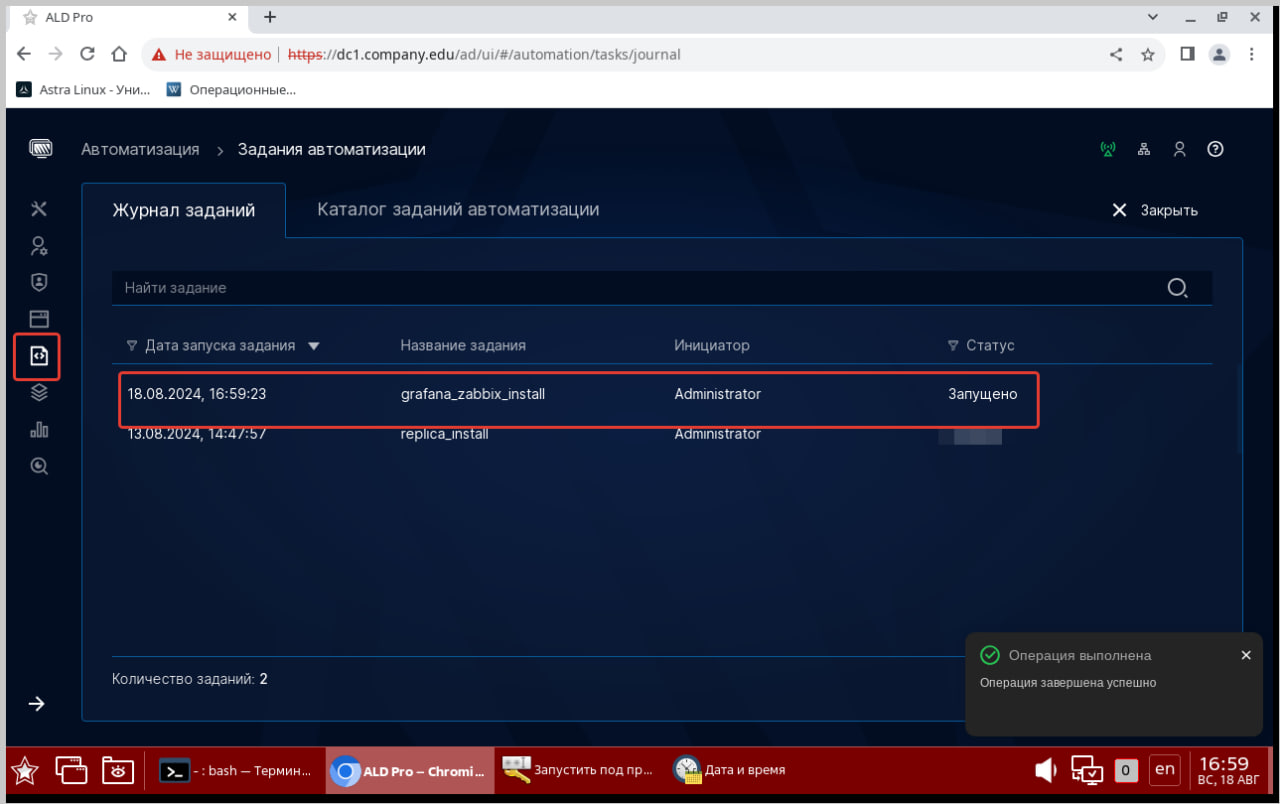 ALD Pro
Не защищено https://dc1.company.edu/ad/ui/#/automation/tasks/journal
Astra Linux - Уни... Операционные...
Автоматизация > Задания автоматизации
Журнал заданий Каталог заданий автоматизации Закрыть
Найти задание
Дата запуска задания Название задания Инициатор Статус
18.08.2024, 16:59:23 grafana_zabbix_install Administrator Запущено
13.08.2024, 14:47:57 replica_install Administrator
Операция выполнена
Количество заданий: 2
Операция завершена успешно
- : bash — Термин... ALD Pro – Chromi... Запустить под пр... Дата и время 0 en 16:59
ВС, 18 АВГ